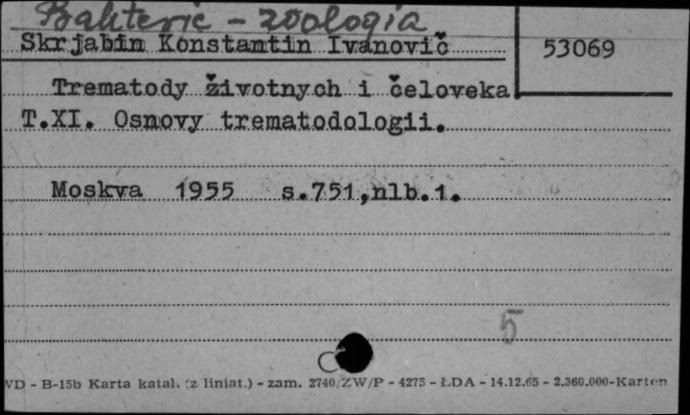 Bakterie - zoologia
Skrjabin Konstantin Ivanovič
53069
Trematody životnych i čeloveka
T.XI. Osnovy trematodologii.
Moskva 1955 s.751,nlb.1.
5
VD - B-15b Karta katal. (z liniat.) - zam. 2740/ZW/P - 4275 - ŁDA - 14.12.65 - 2.360.000-Karton